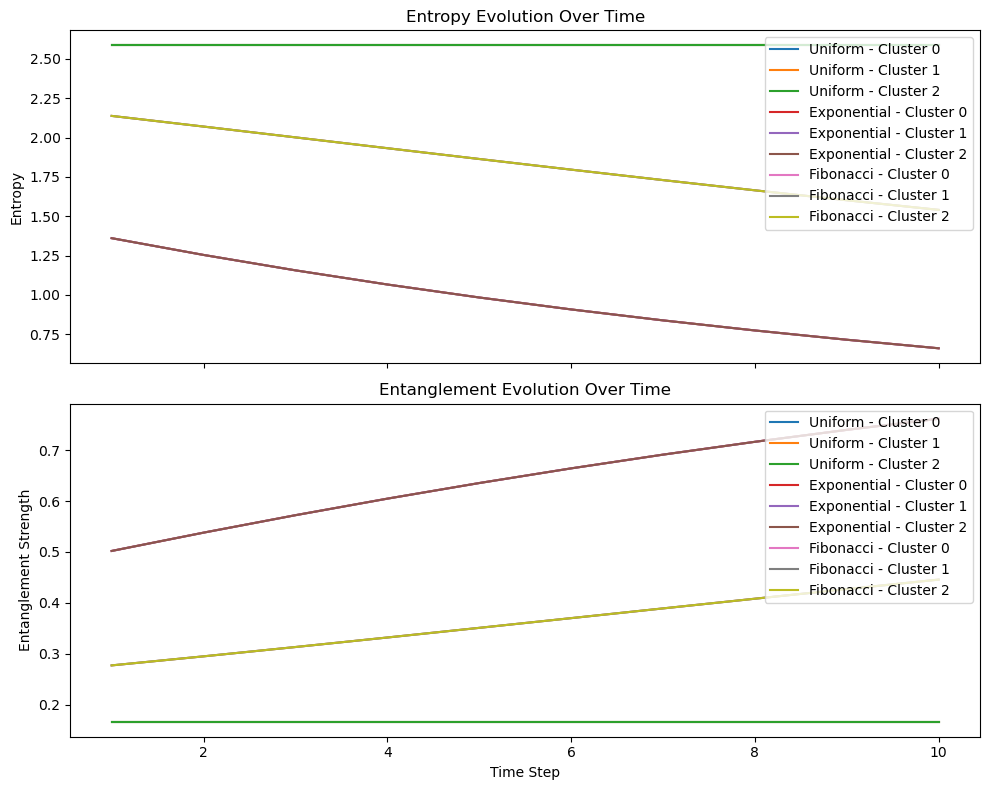 Entropy Evolution Over Time
Entropy
2.50
2.25
2.00
1.75
1.50
1.25
1.00
0.75
Uniform - Cluster 0
Uniform - Cluster 1
Uniform - Cluster 2
Exponential - Cluster 0
Exponential - Cluster 1
Exponential - Cluster 2
Fibonacci - Cluster 0
Fibonacci - Cluster 1
Fibonacci - Cluster 2
Entanglement Evolution Over Time
Entanglement Strength
0.7
0.6
0.5
0.4
0.3
0.2
Uniform - Cluster 0
Uniform - Cluster 1
Uniform - Cluster 2
Exponential - Cluster 0
Exponential - Cluster 1
Exponential - Cluster 2
Fibonacci - Cluster 0
Fibonacci - Cluster 1
Fibonacci - Cluster 2
2 4 6 8 10
Time Step